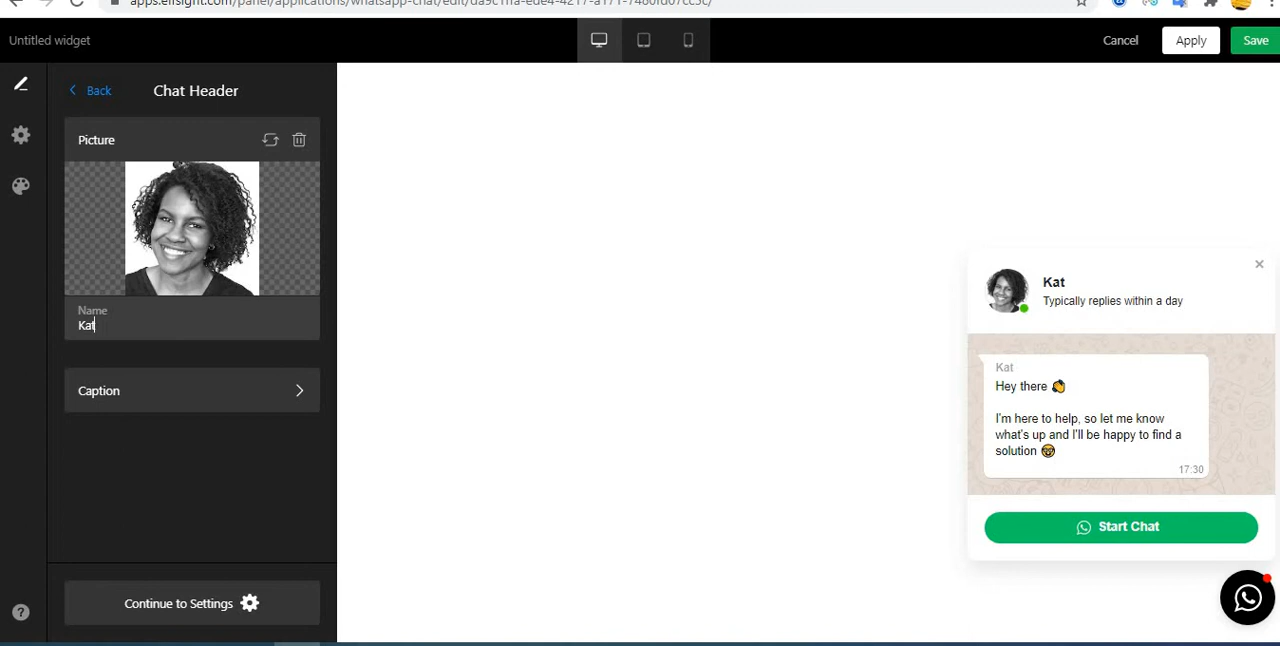 apps.elfsight.com/panel/applications/whatsapp-chat/edit/
Untitled widget
Cancel
Apply
Save
Back
Chat Header
Picture
Name
Kat
Caption
Continue to Settings
?
Kat
Typically replies within a day
Kat
Hey there 👏
I'm here to help, so let me know
what's up and I'll be happy to find a
solution 🤓
17:30
Start Chat